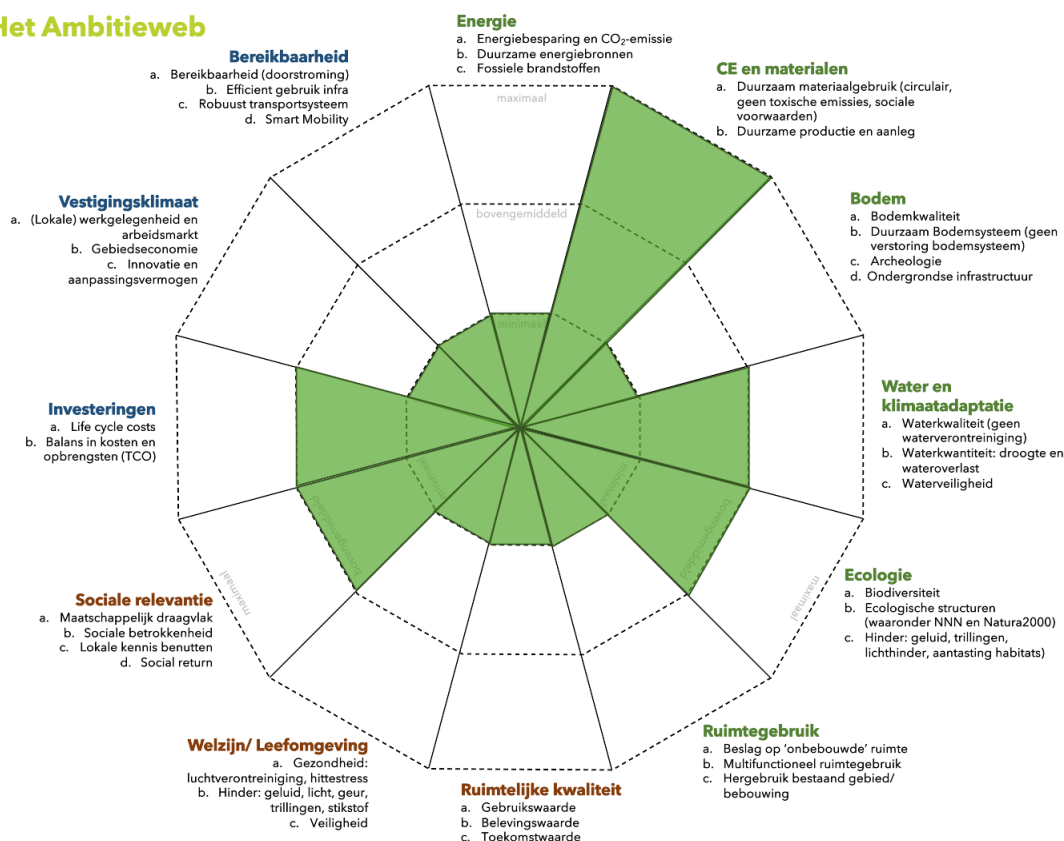 Het Ambitieweb
Energie
a. Energiebesparing en CO₂-emissie
b. Duurzame energiebronnen
c. Fossiele brandstoffen
CE en materialen
a. Duurzaam materiaalgebruik (circulair,
geen toxische emissies, sociale
voorwaarden)
b. Duurzame productie en aanleg
Bodem
a. Bodemkwaliteit
b. Duurzaam Bodemsysteem (geen
verstoring bodemsysteem)
c. Archeologie
d. Ondergrondse infrastructuur
Water en
klimaatadaptatie
a. Waterkwaliteit (geen
waterverontreiniging)
b. Waterkwantiteit: droogte en
wateroverlast
c. Waterveiligheid
Ecologie
a. Biodiversiteit
b. Ecologische structuren
(waaronder NNN en Natura2000)
c. Hinder: geluid, trillingen,
lichthinder, aantasting habitats)
Ruimtegebruik
a. Beslag op ‘onbebouwde’ ruimte
b. Multifunctioneel ruimtegebruik
c. Hergebruik bestaand gebied/
bebouwing
Ruimtelijke kwaliteit
a. Gebruikswaarde
b. Belevingswaarde
c. Toekomstwaarde
Welzijn/ Leefomgeving
a. Gezondheid:
luchtverontreiniging, hittestress
b. Hinder: geluid, licht, geur,
trillingen, stikstof
c. Veiligheid
Sociale relevantie
a. Maatschappelijk draagvlak
b. Sociale betrokkenheid
c. Lokale kennis benutten
d. Social return
Investeringen
a. Life cycle costs
b. Balans in kosten en
opbrengsten (TCO)
Vestigingsklimaat
a. (Lokale) werkgelegenheid en
arbeidsmarkt
b. Gebiedseconomie
c. Innovatie en
aanpassingsvermogen
Bereikbaarheid
a. Bereikbaarheid (doorstroming)
b. Efficient gebruik infra
c. Robuust transportsysteem
d. Smart Mobility
maximaal
bovengemiddeld
minimaal
minimaal
bovengemiddeld
maximaal
minimaal
bovengemiddeld
maximaal